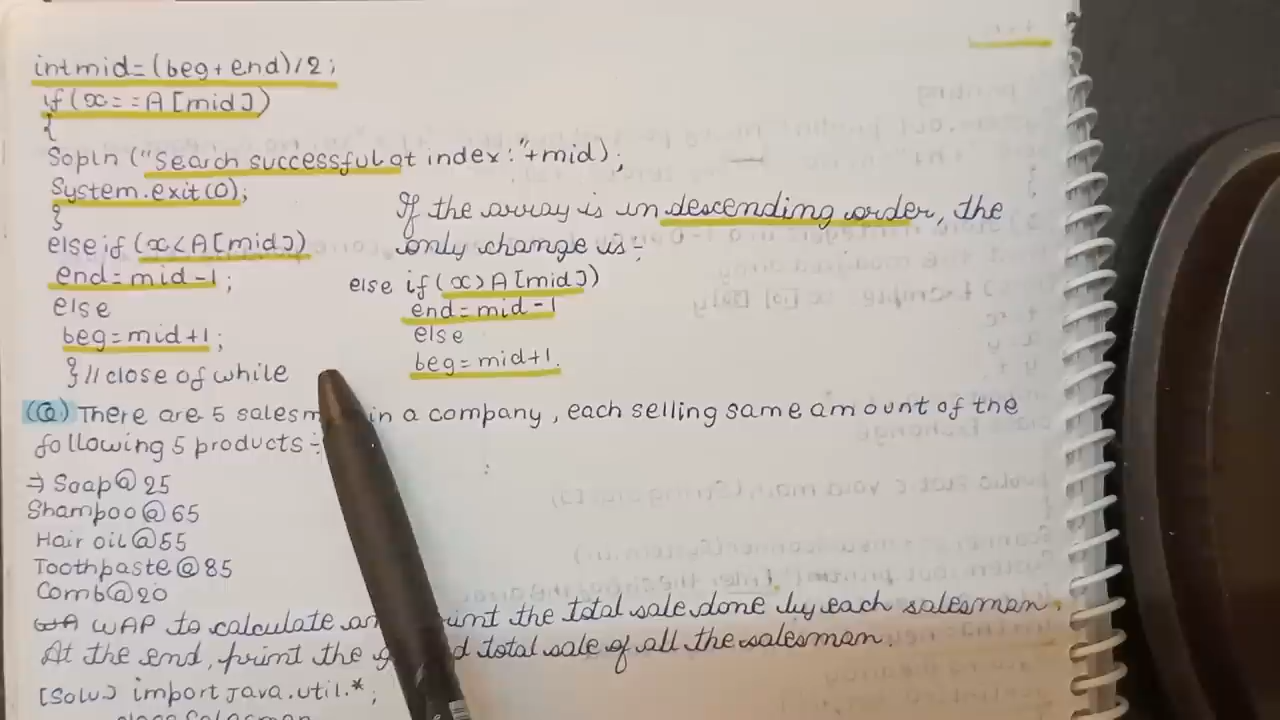 int mid=(beg+end)/2;
if(x==A[mid])
{
Sopln ("Search successful at index:"+mid);
System.exit(0);
}
else if (x<A[mid])
end=mid-1;
else
beg=mid+1;
} // close of while
If the array is in descending order, the
only change is:-
else if(x>A[mid])
end=mid-1
else
beg=mid+1.
(Q) There are 5 in a company, each selling same amount of the
following 5 products:-
⇒ Soap@25
Shampoo@65
Hair oil@55
Toothpaste@85
Comb@20
WAP to calculate the total sale done by each salesman.
At the end, print the total sale of all the salesman.
[Solu] import java.util.*;